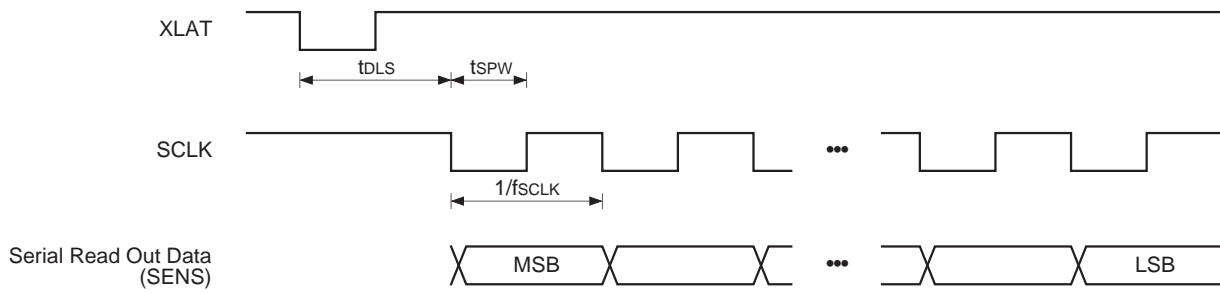 XLAT
tDLS
tSPW
SCLK
•••
1/fSCLK
Serial Read Out Data
(SENS)
MSB
•••
LSB